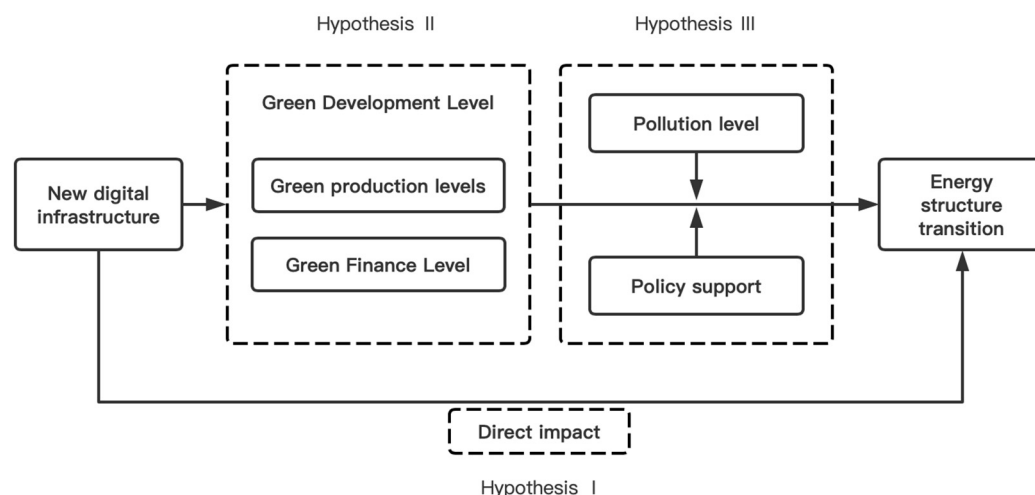 Hypothesis II
Hypothesis III
Green Development Level
Pollution level
New digital
infrastructure
Green production levels
Energy
structure
transition
Green Finance Level
Policy support
Direct impact
Hypothesis I